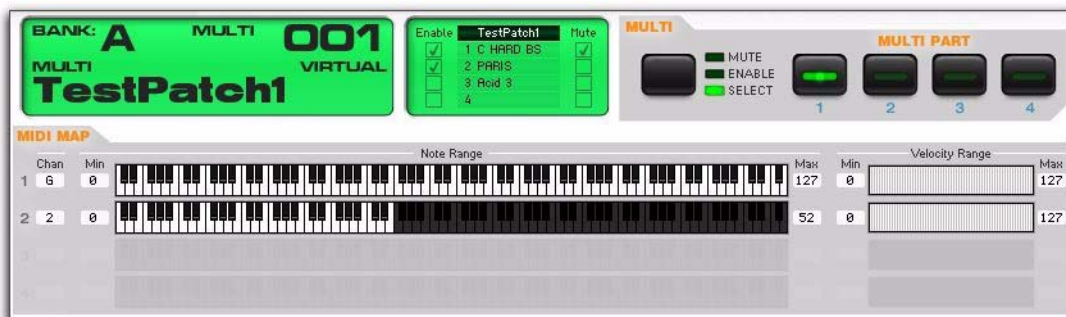 BANK: A MULTI 001
MULTI VIRTUAL
TestPatch1
Enable TestPatch1 Mute
1 C HARD BS
2 PARIS
3 Acid 3
4
MULTI
MUTE
ENABLE
SELECT
MULTI PART
1 2 3 4
MIDI MAP
Chan Min Note Range Max Min Velocity Range Max
1 G 0 127 0 127
2 2 0 52 0 127
3
4